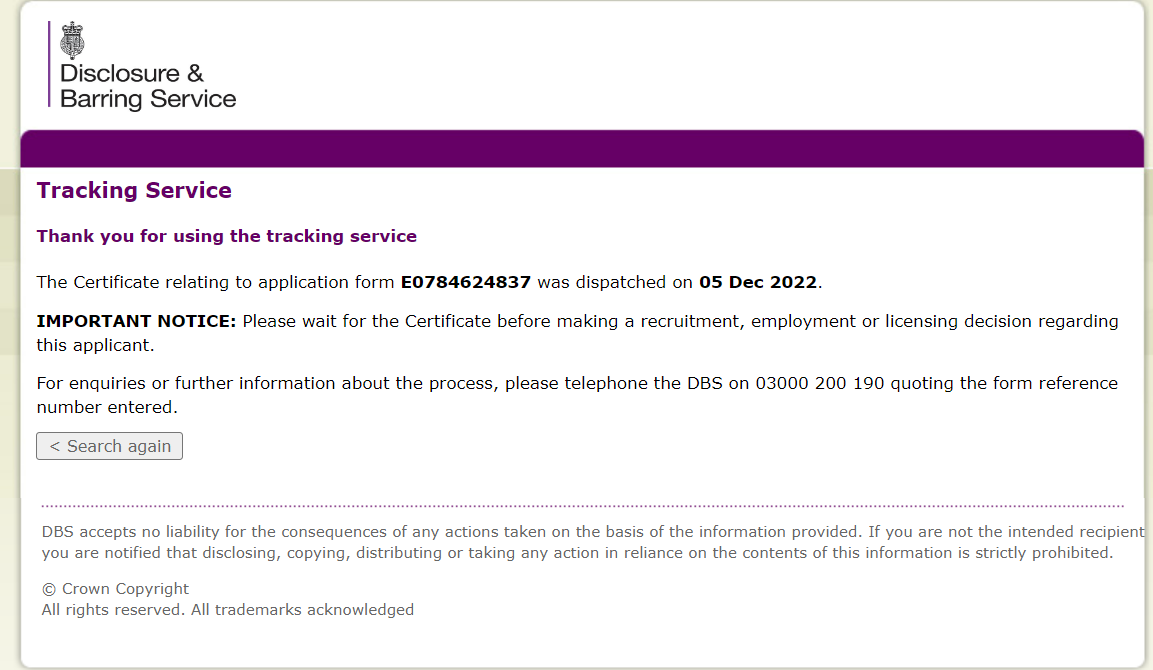 Disclosure &
Barring Service
Tracking Service
Thank you for using the tracking service
The Certificate relating to application form E0784624837 was dispatched on 05 Dec 2022.
IMPORTANT NOTICE: Please wait for the Certificate before making a recruitment, employment or licensing decision regarding
this applicant.
For enquiries or further information about the process, please telephone the DBS on 03000 200 190 quoting the form reference
number entered.
< Search again
DBS accepts no liability for the consequences of any actions taken on the basis of the information provided. If you are not the intended recipient
you are notified that disclosing, copying, distributing or taking any action in reliance on the contents of this information is strictly prohibited.
© Crown Copyright
All rights reserved. All trademarks acknowledged